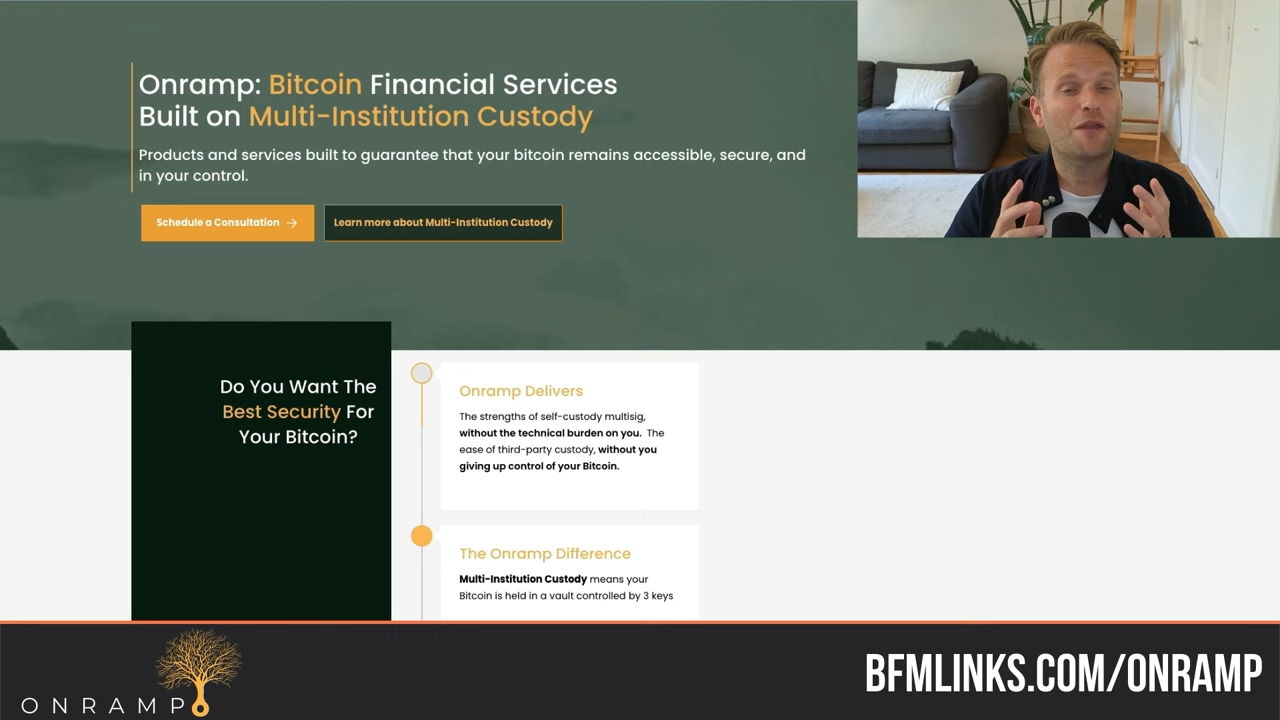 Onramp: Bitcoin Financial Services
Built on Multi-Institution Custody
Products and services built to guarantee that your bitcoin remains accessible, secure, and
in your control.
Schedule a Consultation →
Learn more about Multi-Institution Custody
Do You Want The
Best Security For
Your Bitcoin?
Onramp Delivers
The strengths of self-custody multisig,
without the technical burden on you. The
ease of third-party custody, without you
giving up control of your Bitcoin.
The Onramp Difference
Multi-Institution Custody means your
Bitcoin is held in a vault controlled by 3 keys
ONRAMP
BFMLINKS.COM/ONRAMP